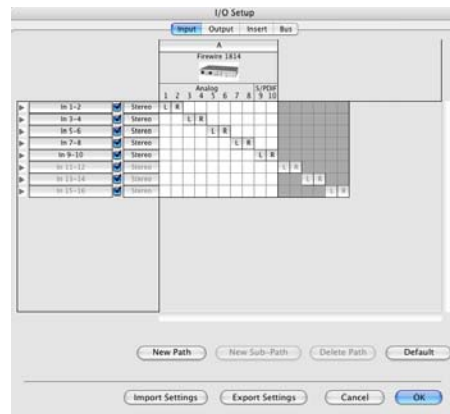 I/O Setup
Input Output Insert Bus
A
Firewire 1814
Analog S/PDIF
1 2 3 4 5 6 7 8 9 10
In 1-2 Stereo L R
In 3-4 Stereo L R
In 5-6 Stereo L R
In 7-8 Stereo L R
In 9-10 Stereo L R
In 11-12 Stereo L R
In 13-14 Stereo L R
In 15-16 Stereo L R
New Path New Sub-Path Delete Path Default
Import Settings Export Settings Cancel OK